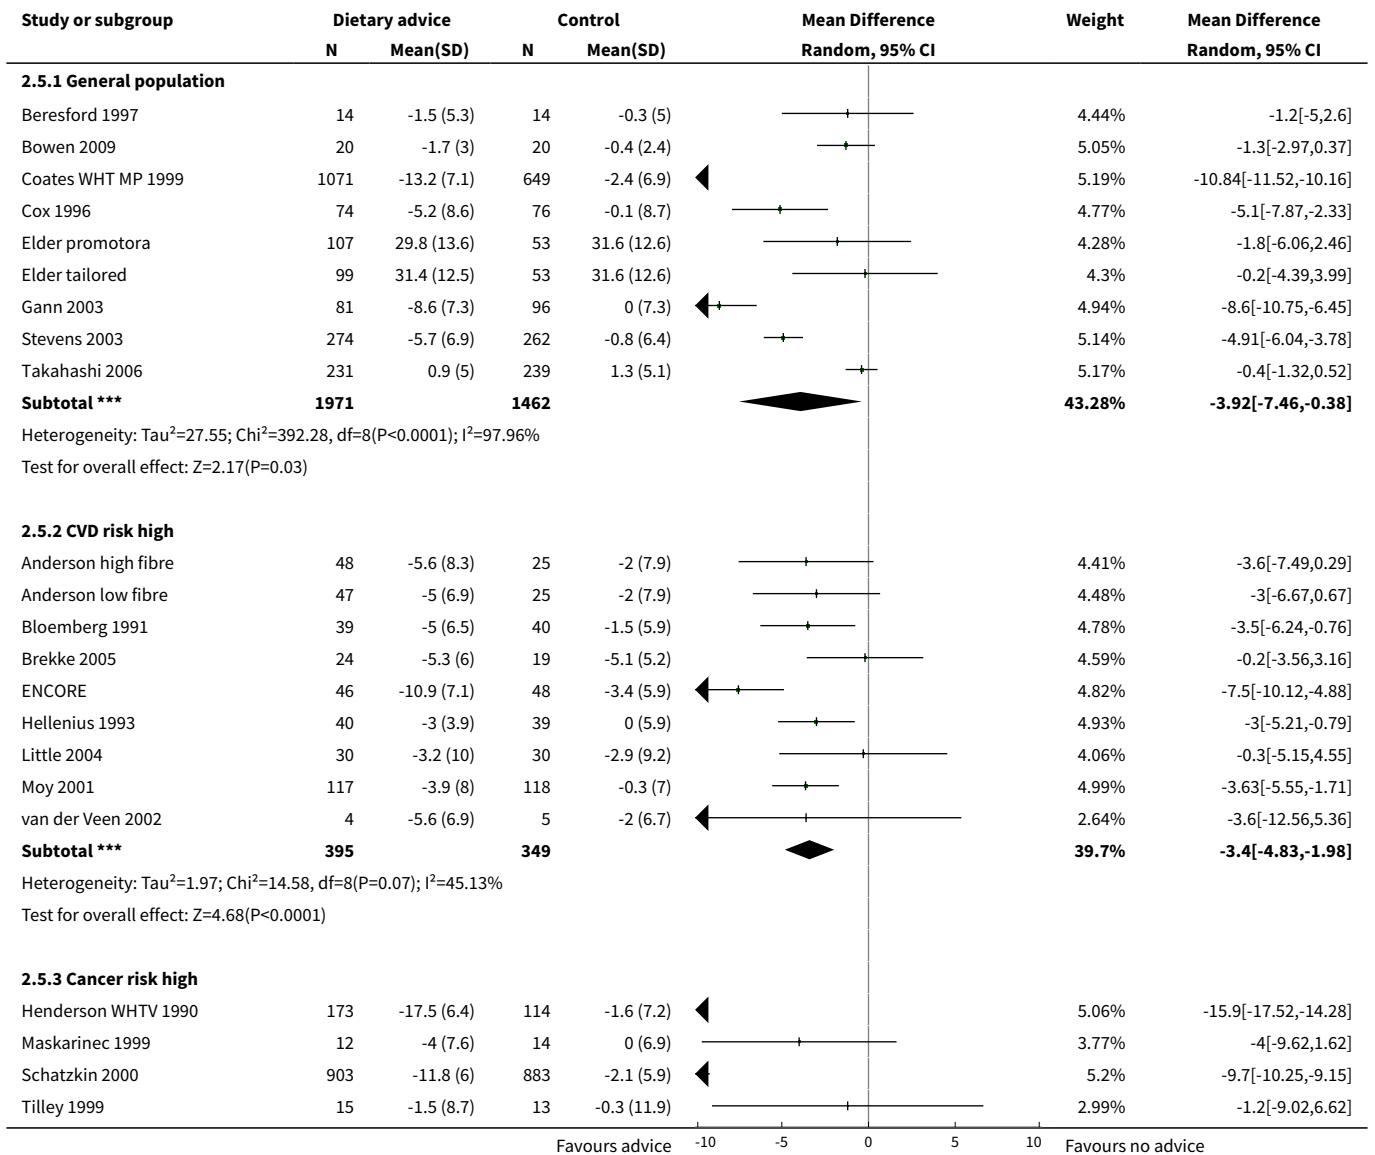 Study or subgroup Dietary advice Control Mean Difference Weight Mean Difference
N Mean(SD) N Mean(SD) Random, 95% CI Random, 95% CI
2.5.1 General population
Beresford 1997 14 -1.5 (5.3) 14 -0.3 (5) 4.44% -1.2[-5,2.6]
Bowen 2009 20 -1.7 (3) 20 -0.4 (2.4) 5.05% -1.3[-2.97,0.37]
Coates WHT MP 1999 1071 -13.2 (7.1) 649 -2.4 (6.9) 5.19% -10.84[-11.52,-10.16]
Cox 1996 74 -5.2 (8.6) 76 -0.1 (8.7) 4.77% -5.1[-7.87,-2.33]
Elder promotora 107 29.8 (13.6) 53 31.6 (12.6) 4.28% -1.8[-6.06,2.46]
Elder tailored 99 31.4 (12.5) 53 31.6 (12.6) 4.3% -0.2[-4.39,3.99]
Gann 2003 81 -8.6 (7.3) 96 0 (7.3) 4.94% -8.6[-10.75,-6.45]
Stevens 2003 274 -5.7 (6.9) 262 -0.8 (6.4) 5.14% -4.91[-6.04,-3.78]
Takahashi 2006 231 0.9 (5) 239 1.3 (5.1) 5.17% -0.4[-1.32,0.52]
Subtotal *** 1971 1462 43.28% -3.92[-7.46,-0.38]
Heterogeneity: Tau²=27.55; Chi²=392.28, df=8(P<0.0001); I²=97.96%
Test for overall effect: Z=2.17(P=0.03)
2.5.2 CVD risk high
Anderson high fibre 48 -5.6 (8.3) 25 -2 (7.9) 4.41% -3.6[-7.49,0.29]
Anderson low fibre 47 -5 (6.9) 25 -2 (7.9) 4.48% -3[-6.67,0.67]
Bloemberg 1991 39 -5 (6.5) 40 -1.5 (5.9) 4.78% -3.5[-6.24,-0.76]
Brekke 2005 24 -5.3 (6) 19 -5.1 (5.2) 4.59% -0.2[-3.56,3.16]
ENCORE 46 -10.9 (7.1) 48 -3.4 (5.9) 4.82% -7.5[-10.12,-4.88]
Hellenius 1993 40 -3 (3.9) 39 0 (5.9) 4.93% -3[-5.21,-0.79]
Little 2004 30 -3.2 (10) 30 -2.9 (9.2) 4.06% -0.3[-5.15,4.55]
Moy 2001 117 -3.9 (8) 118 -0.3 (7) 4.99% -3.63[-5.55,-1.71]
van der Veen 2002 4 -5.6 (6.9) 5 -2 (6.7) 2.64% -3.6[-12.56,5.36]
Subtotal *** 395 349 39.7% -3.4[-4.83,-1.98]
Heterogeneity: Tau²=1.97; Chi²=14.58, df=8(P=0.07); I²=45.13%
Test for overall effect: Z=4.68(P<0.0001)
2.5.3 Cancer risk high
Henderson WHTV 1990 173 -17.5 (6.4) 114 -1.6 (7.2) 5.06% -15.9[-17.52,-14.28]
Maskarinec 1999 12 -4 (7.6) 14 0 (6.9) 3.77% -4[-9.62,1.62]
Schatzkin 2000 903 -11.8 (6) 883 -2.1 (5.9) 5.2% -9.7[-10.25,-9.15]
Tilley 1999 15 -1.5 (8.7) 13 -0.3 (11.9) 2.99% -1.2[-9.02,6.62]
Favours advice -10 -5 0 5 10 Favours no advice